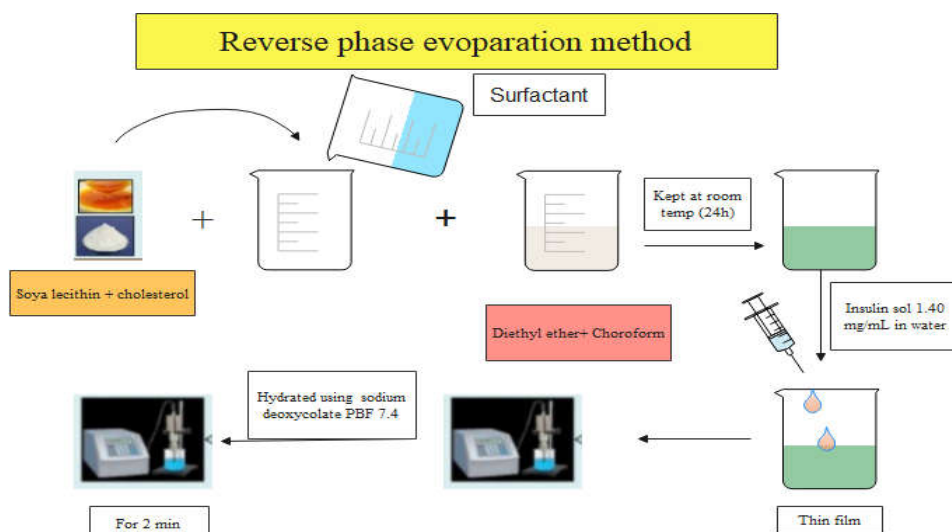 Reverse phase evoparation method
Surfactant
Kept at room
temp (24h)
Soya lecithin + cholesterol
Diethyl ether+ Choroform
Insulin sol 1.40
mg/mL in water
Hydrated using sodium
deoxycolate PBF 7.4
For 2 min
Thin film